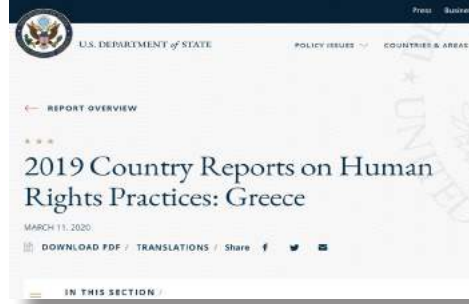 Press Busine
U.S. DEPARTMENT of STATE
POLICY ISSUES COUNTRIES & AREAS
← REPORT OVERVIEW
2019 Country Reports on Human
Rights Practices: Greece
MARCH 11, 2020
DOWNLOAD PDF / TRANSLATIONS / Share
IN THIS SECTION /